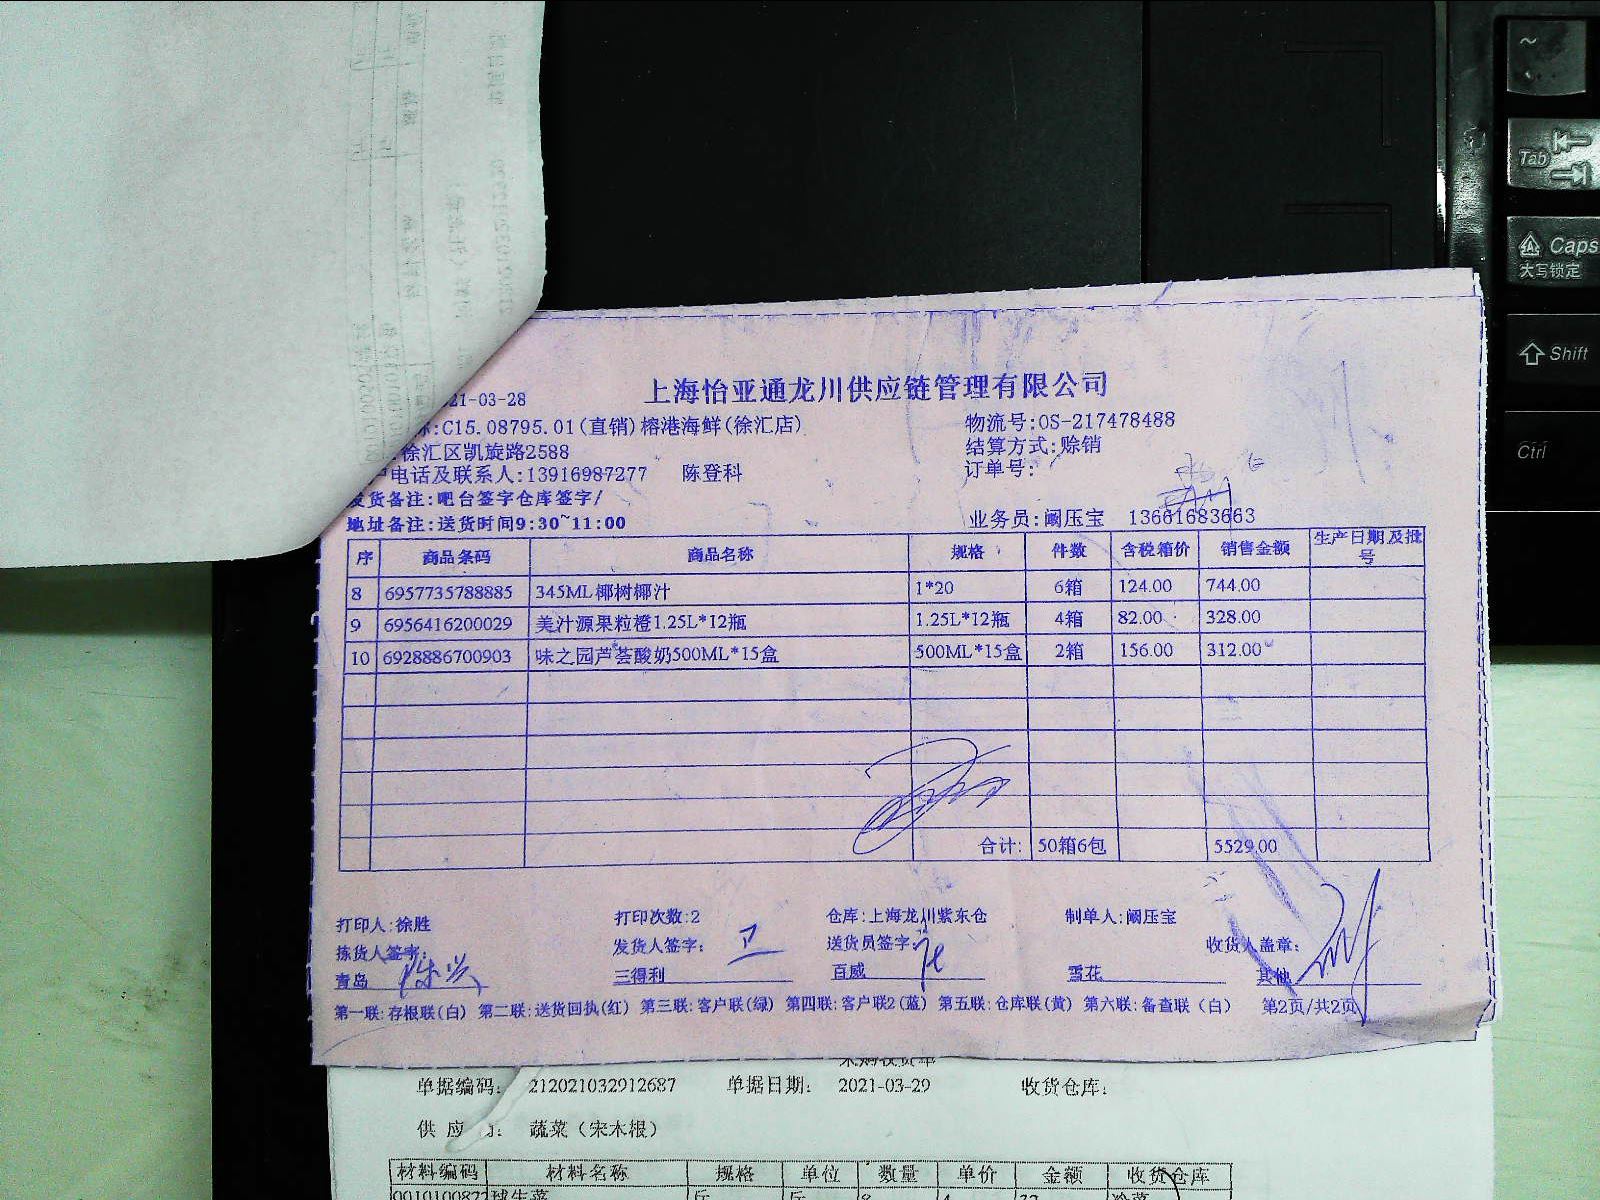 上海怡亚通龙川供应链管理有限公司
21-03-28
:C15.08795.01(直销)榕港海鲜(徐汇店)
物流号:OS-217478488
徐汇区凯旋路2588
结算方式:赊销
电话及联系人:13916987277 陈登科
订单号:
发货备注:吧台签字仓库签字/
地址备注:送货时间9:30~11:00
业务员:阚压宝 13661683663
序 商品条码 商品名称 规格 件数 含税箱价 销售金额 生产日期及批号
8 6957735788885 345ML椰树椰汁 1*20 6箱 124.00 744.00
9 6956416200029 美汁源果粒橙1.25L*12瓶 1.25L*12瓶 4箱 82.00 328.00
10 6928886700903 味之园芦荟酸奶500ML*15盒 500ML*15盒 2箱 156.00 312.00
合计: 50箱6包 5529.00
打印人:徐胜 打印次数:2 仓库:上海龙川紫东仓 制单人:阚压宝
拣货人签字: 发货人签字: 送货员签字: 收货人盖章:
青岛 三得利 百威 雪花 其他
第一联:存根联(白) 第二联:送货回执(红) 第三联:客户联(绿) 第四联:客户联2(蓝) 第五联:仓库联(黄) 第六联:备查联(白) 第2页/共2页
单据编码: 212021032912687 单据日期: 2021-03-29 收货仓库:
供应 : 蔬菜(宋木根)
材料编码 材料名称 规格 单位 数量 单价 金额 收货仓库
~
Tab
Caps
大写锁定
Shift
Ctrl